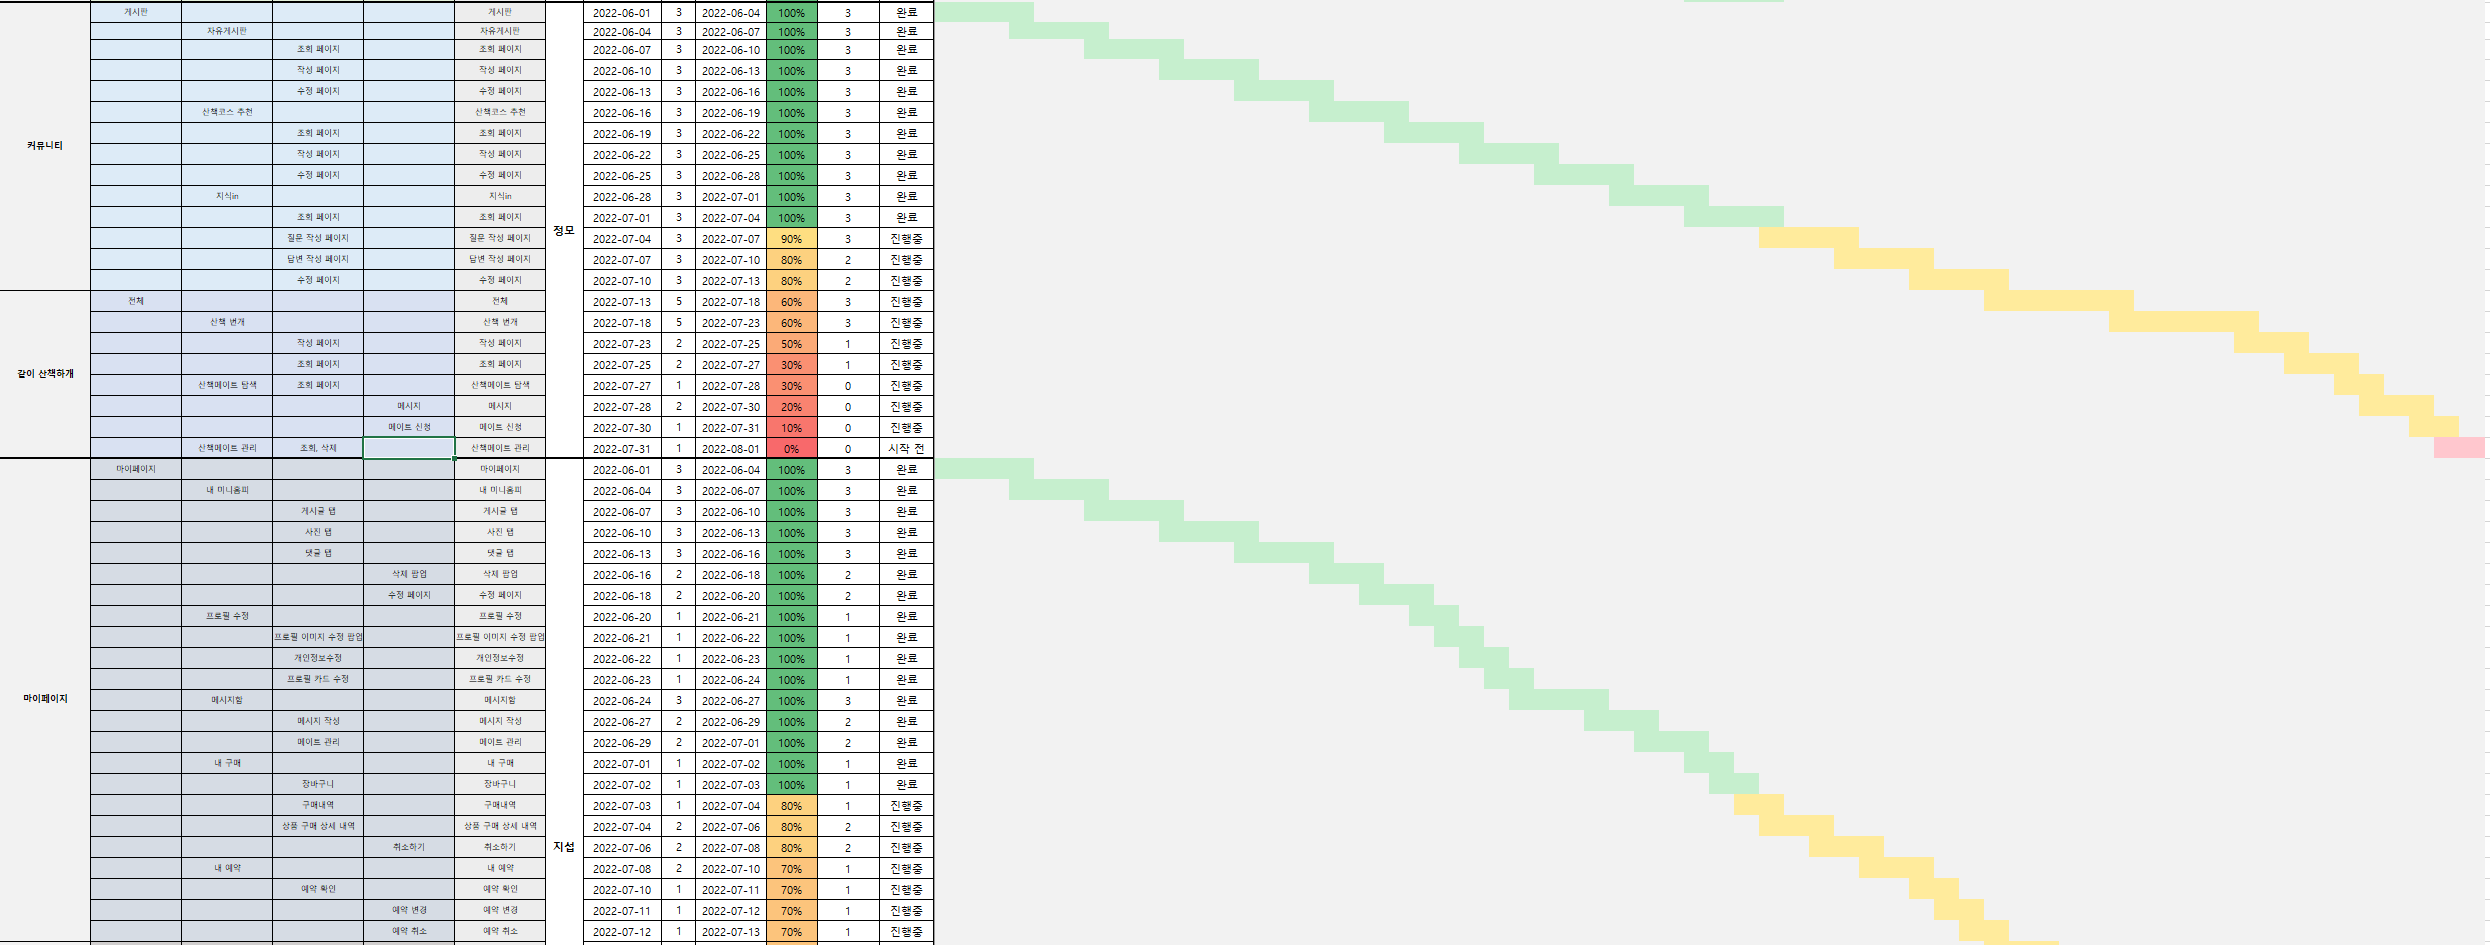 게시판 게시판 2022-06-01 3 2022-06-04 100% 3 완료
자유게시판 자유게시판 2022-06-04 3 2022-06-07 100% 3 완료
조회 페이지 조회 페이지 2022-06-07 3 2022-06-10 100% 3 완료
작성 페이지 작성 페이지 2022-06-10 3 2022-06-13 100% 3 완료
수정 페이지 수정 페이지 2022-06-13 3 2022-06-16 100% 3 완료
산책코스 추천 산책코스 추천 2022-06-16 3 2022-06-19 100% 3 완료
조회 페이지 조회 페이지 2022-06-19 3 2022-06-22 100% 3 완료
커뮤니티
작성 페이지 작성 페이지 2022-06-22 3 2022-06-25 100% 3 완료
수정 페이지 수정 페이지 2022-06-25 3 2022-06-28 100% 3 완료
지식in 지식in 2022-06-28 3 2022-07-01 100% 3 완료
조회 페이지 조회 페이지 2022-07-01 3 2022-07-04 100% 3 완료
정모
질문 작성 페이지 질문 작성 페이지 2022-07-04 3 2022-07-07 90% 3 진행중
답변 작성 페이지 답변 작성 페이지 2022-07-07 3 2022-07-10 80% 2 진행중
수정 페이지 수정 페이지 2022-07-10 3 2022-07-13 80% 2 진행중
전체 전체 2022-07-13 5 2022-07-18 60% 3 진행중
산책 번개 산책 번개 2022-07-18 5 2022-07-23 60% 3 진행중
작성 페이지 작성 페이지 2022-07-23 2 2022-07-25 50% 1 진행중
조회 페이지 조회 페이지 2022-07-25 2 2022-07-27 30% 1 진행중
같이 산책하개
산책메이트 탐색 조회 페이지 산책메이트 탐색 2022-07-27 1 2022-07-28 30% 0 진행중
메시지 메시지 2022-07-28 2 2022-07-30 20% 0 진행중
메이트 신청 메이트 신청 2022-07-30 1 2022-07-31 10% 0 진행중
산책메이트 관리 조회, 삭제 산책메이트 관리 2022-07-31 1 2022-08-01 0% 0 시작 전
마이페이지 마이페이지 2022-06-01 3 2022-06-04 100% 3 완료
내 미니홈피 내 미니홈피 2022-06-04 3 2022-06-07 100% 3 완료
게시글 탭 게시글 탭 2022-06-07 3 2022-06-10 100% 3 완료
사진 탭 사진 탭 2022-06-10 3 2022-06-13 100% 3 완료
댓글 탭 댓글 탭 2022-06-13 3 2022-06-16 100% 3 완료
삭제 팝업 삭제 팝업 2022-06-16 2 2022-06-18 100% 2 완료
수정 페이지 수정 페이지 2022-06-18 2 2022-06-20 100% 2 완료
프로필 수정 프로필 수정 2022-06-20 1 2022-06-21 100% 1 완료
프로필 이미지 수정 팝업 프로필 이미지 수정 팝업 2022-06-21 1 2022-06-22 100% 1 완료
개인정보수정 개인정보수정 2022-06-22 1 2022-06-23 100% 1 완료
프로필 카드 수정 프로필 카드 수정 2022-06-23 1 2022-06-24 100% 1 완료
마이페이지
메시지함 메시지함 2022-06-24 3 2022-06-27 100% 3 완료
메시지 작성 메시지 작성 2022-06-27 2 2022-06-29 100% 2 완료
메이트 관리 메이트 관리 2022-06-29 2 2022-07-01 100% 2 완료
내 구매 내 구매 2022-07-01 1 2022-07-02 100% 1 완료
장바구니 장바구니 2022-07-02 1 2022-07-03 100% 1 완료
구매내역 구매내역 2022-07-03 1 2022-07-04 80% 1 진행중
상품 구매 상세 내역 상품 구매 상세 내역 2022-07-04 2 2022-07-06 80% 2 진행중
취소하기 취소하기 지섭 2022-07-06 2 2022-07-08 80% 2 진행중
내 예약 내 예약 2022-07-08 2 2022-07-10 70% 1 진행중
예약 확인 예약 확인 2022-07-10 1 2022-07-11 70% 1 진행중
예약 변경 예약 변경 2022-07-11 1 2022-07-12 70% 1 진행중
예약 취소 예약 취소 2022-07-12 1 2022-07-13 70% 1 진행중